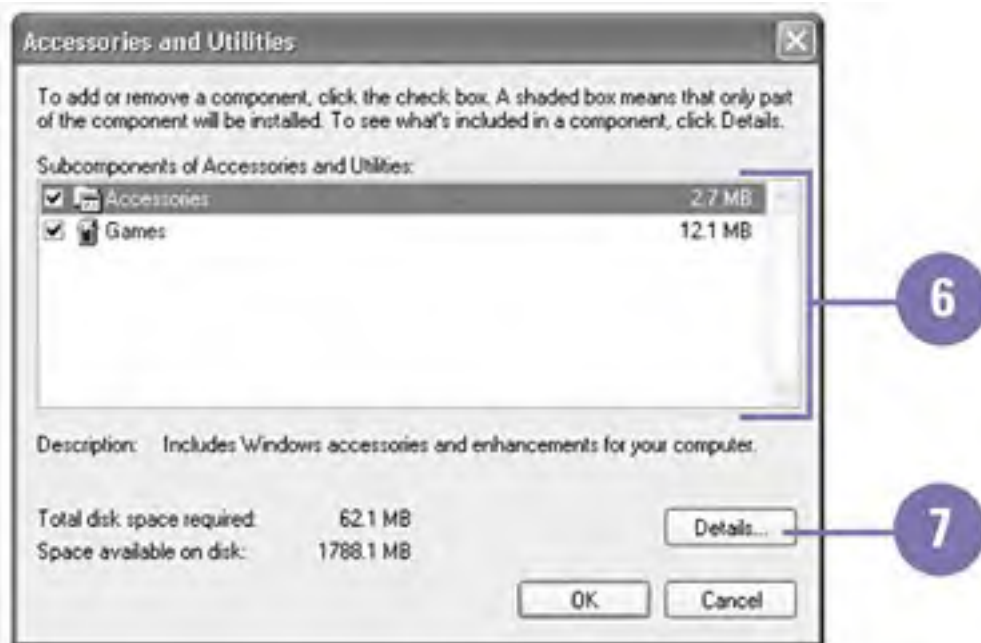 Accessories and Utilities
To add or remove a component, click the check box. A shaded box means that only part
of the component will be installed. To see what's included in a component, click Details.
Subcomponents of Accessories and Utilities:
Accessories 2.7 MB
Games 12.1 MB
6
Description: Includes Windows accessories and enhancements for your computer.
Total disk space required: 62.1 MB
Space available on disk: 1788.1 MB
Details...
7
OK Cancel